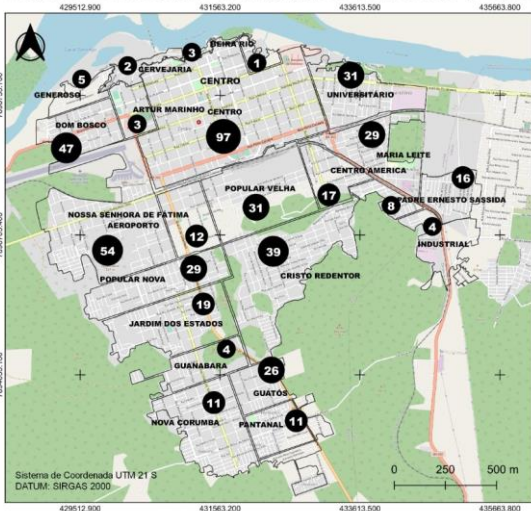 429512.900 431563.200 433613.500 435663.800
BEIRA RIO
3
2
1
CERVEJARIA
5
CENTRO
31
GENEROSO
UNIVERSITÁRIO
ARTUR MARINHO
CENTRO
3
DOM BOSCO
97
29
47
MARIA LEITE
CENTRO AMERICA
16
POPULAR VELHA
17
PADRE ERNESTO SASSIDA
31
8
NOSSA SENHORA DE FÁTIMA
AEROPORTO
4
12
INDUSTRIAL
54
39
29
POPULAR NOVA
CRISTO REDENTOR
19
JARDIM DOS ESTADOS
4
GUANABARA
26
GUATÓS
11
NOVA CORUMBA
11
PANTANAL
Sistema de Coordenada UTM 21 S
DATUM: SIRGAS 2000
0 250 500 m
429512.900 431563.200 433613.500 435663.800